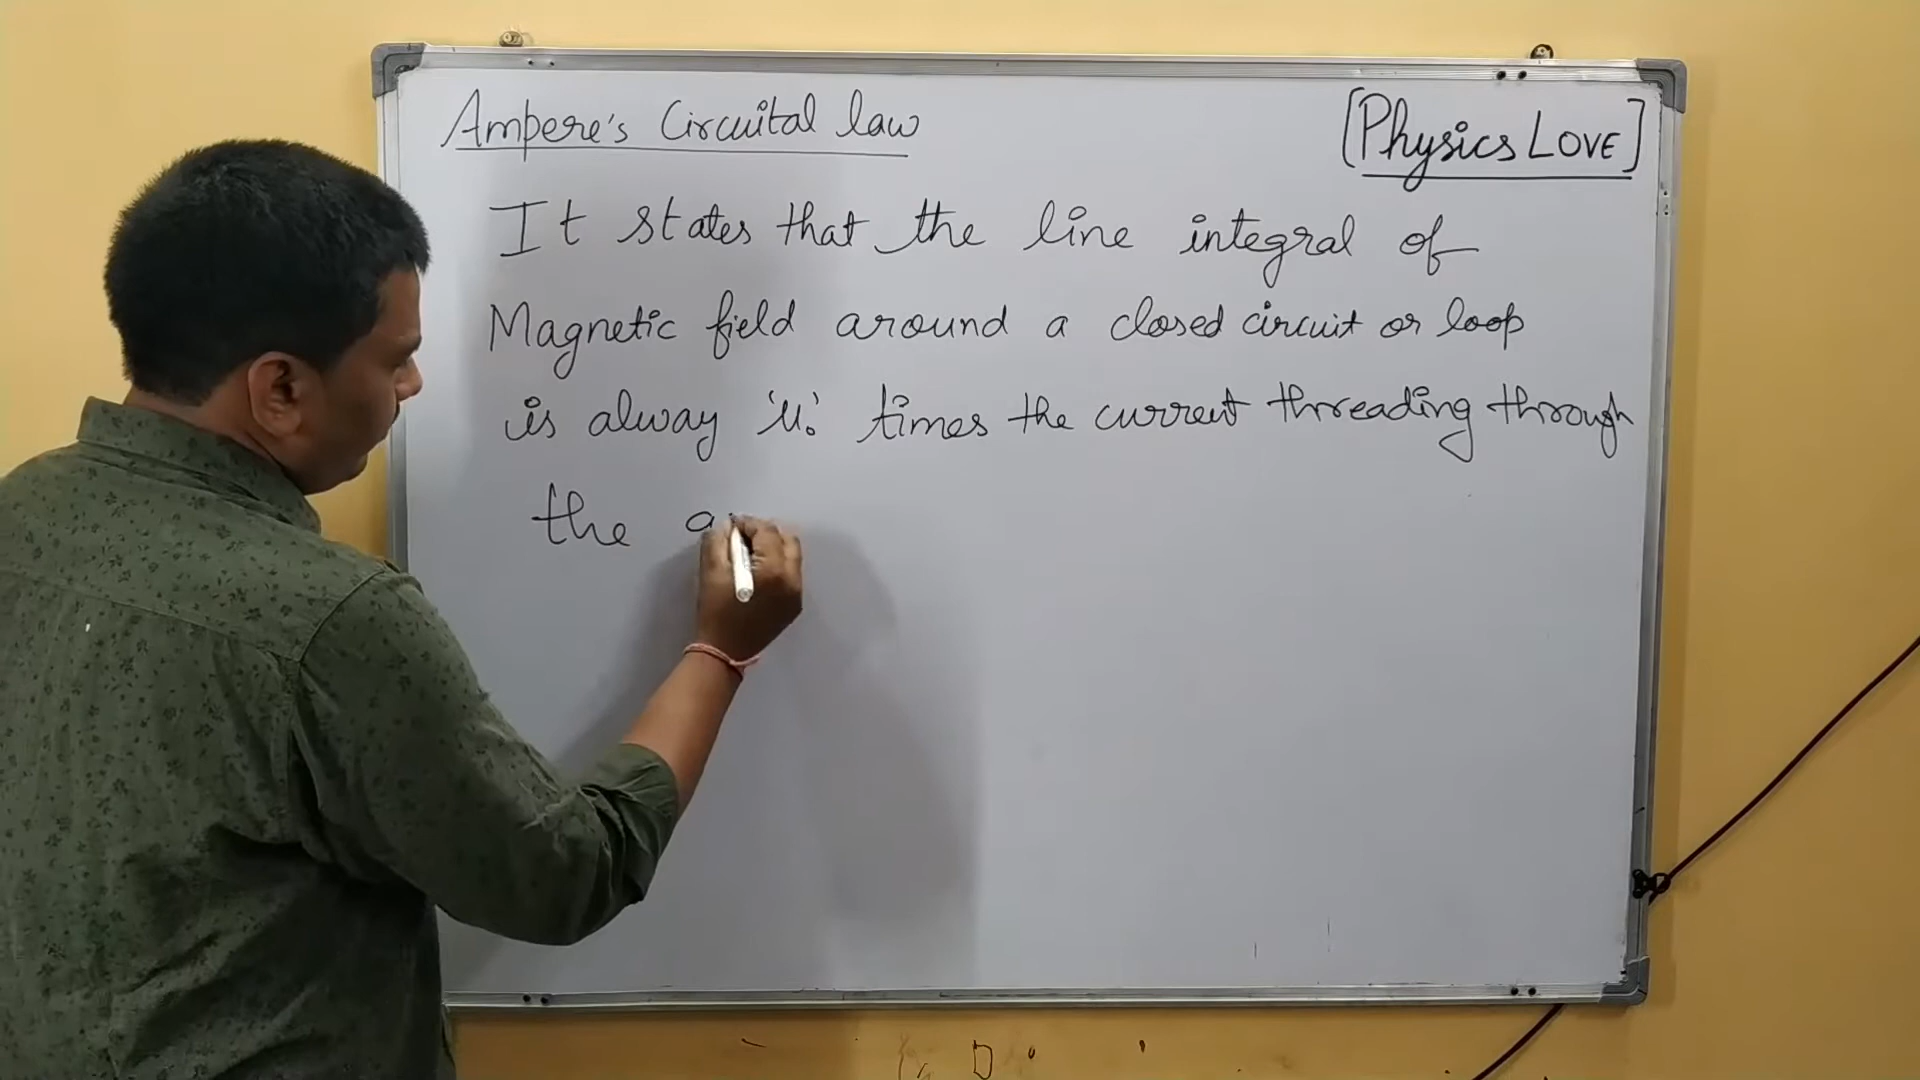 Ampere's Circuital law
[Physics LOVE]
It states that the line integral of
Magnetic field around a closed circuit or loop
is alway 'μ₀' times the current threading through
the